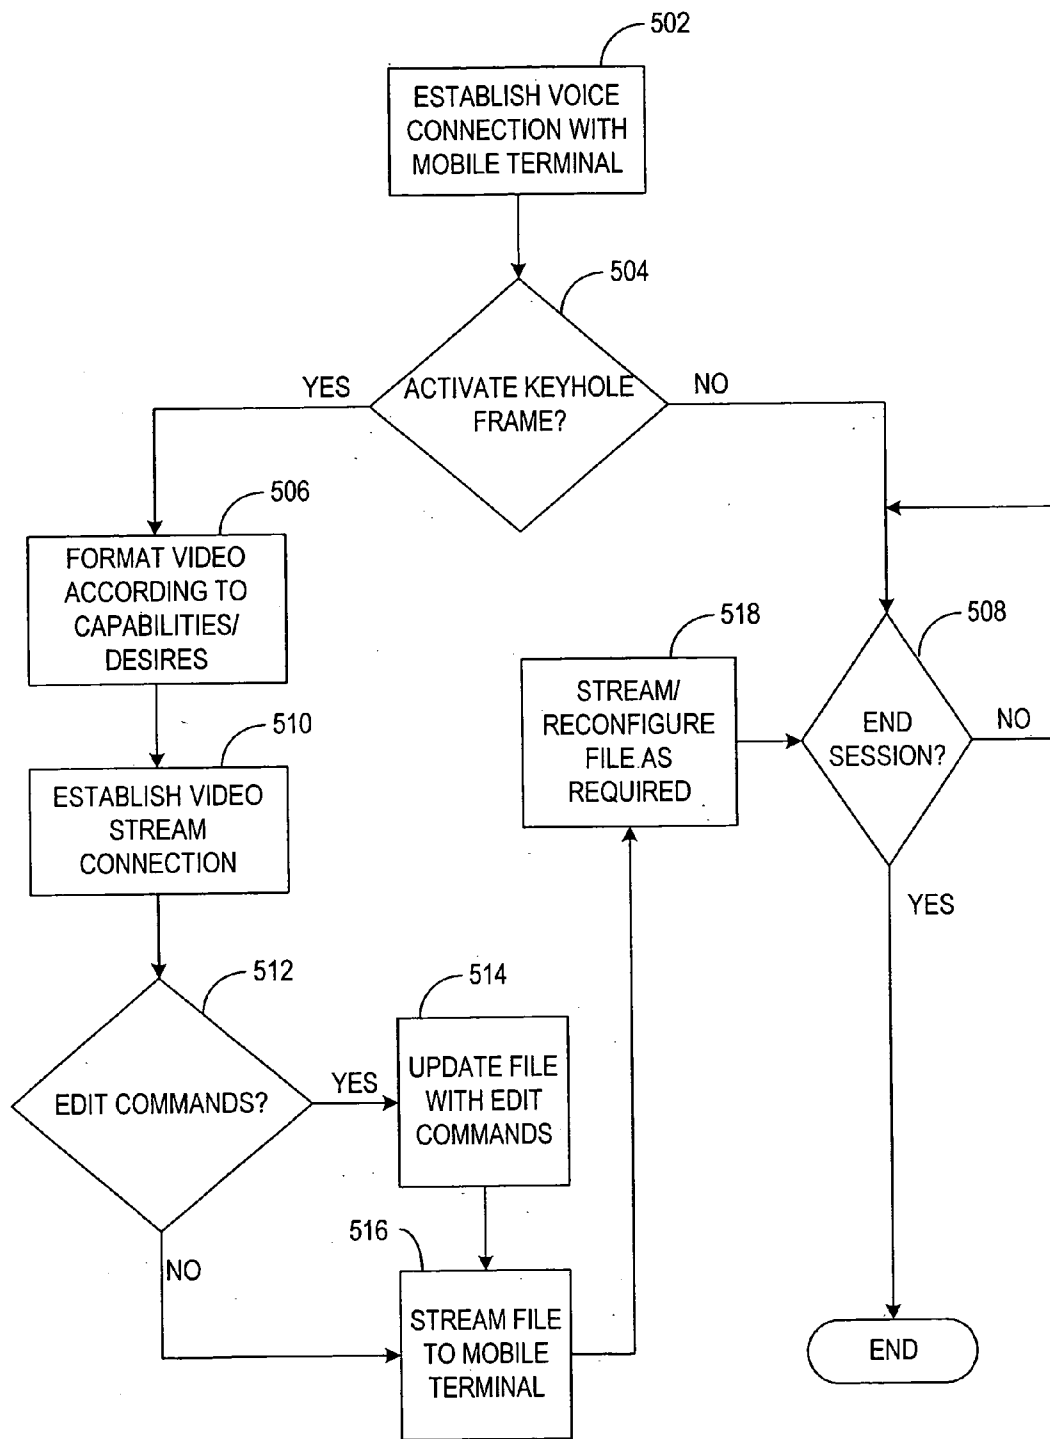 502
ESTABLISH VOICE
CONNECTION WITH
MOBILE TERMINAL
504
YES
ACTIVATE KEYHOLE
FRAME?
NO
506
FORMAT VIDEO
ACCORDING TO
CAPABILITIES/
DESIRES
518
STREAM/
RECONFIGURE
FILE AS
REQUIRED
508
END
SESSION?
NO
YES
510
ESTABLISH VIDEO
STREAM
CONNECTION
512
EDIT COMMANDS?
YES
514
UPDATE FILE
WITH EDIT
COMMANDS
NO
516
STREAM FILE
TO MOBILE
TERMINAL
END